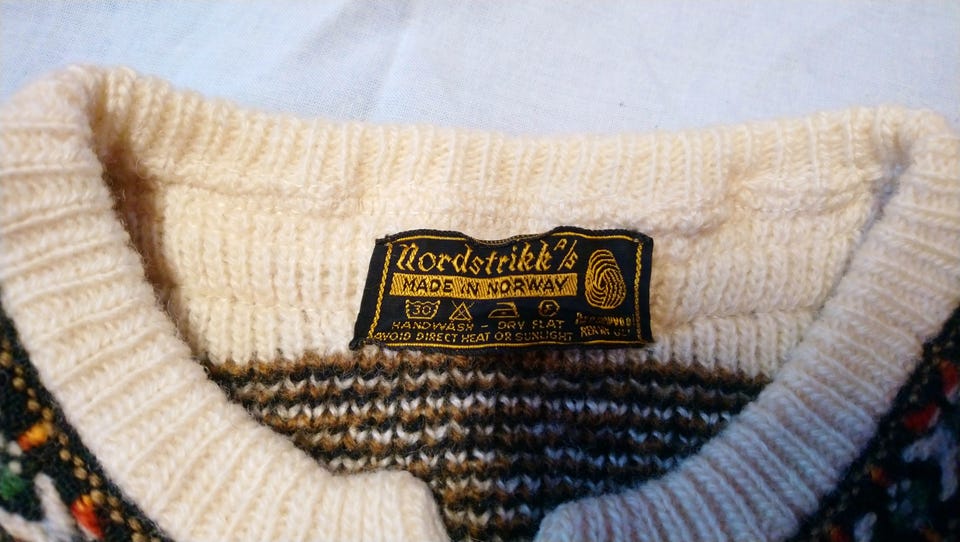 Nordstrikk A/S
MADE IN NORWAY
30
HANDWASH - DRY FLAT
AVOID DIRECT HEAT OR SUNLIGHT